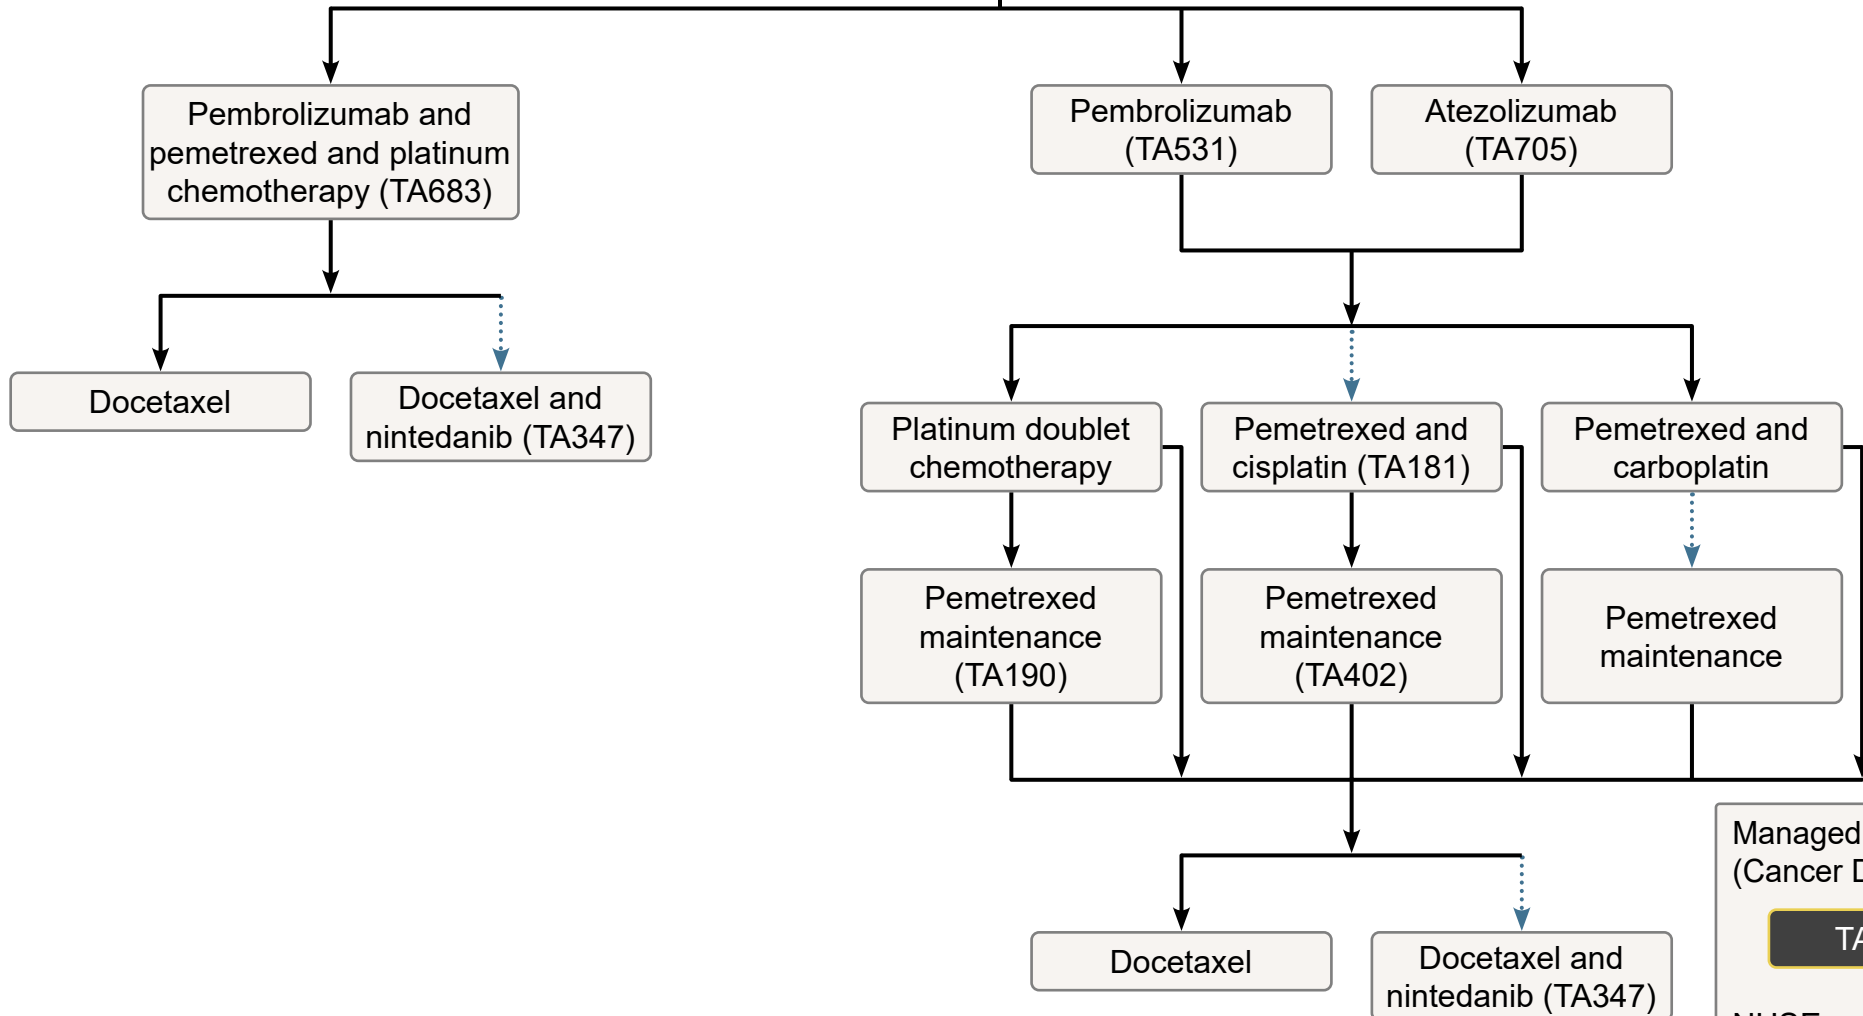 Pembrolizumab and
pemetrexed and platinum
chemotherapy (TA683)
Pembrolizumab
(TA531)
Atezolizumab
(TA705)
Docetaxel
Docetaxel and
nintedanib (TA347)
Platinum doublet
chemotherapy
Pemetrexed and
cisplatin (TA181)
Pemetrexed and
carboplatin
Pemetrexed
maintenance
(TA190)
Pemetrexed
maintenance
(TA402)
Pemetrexed
maintenance
Docetaxel
Docetaxel and
nintedanib (TA347)
Managed
(Cancer